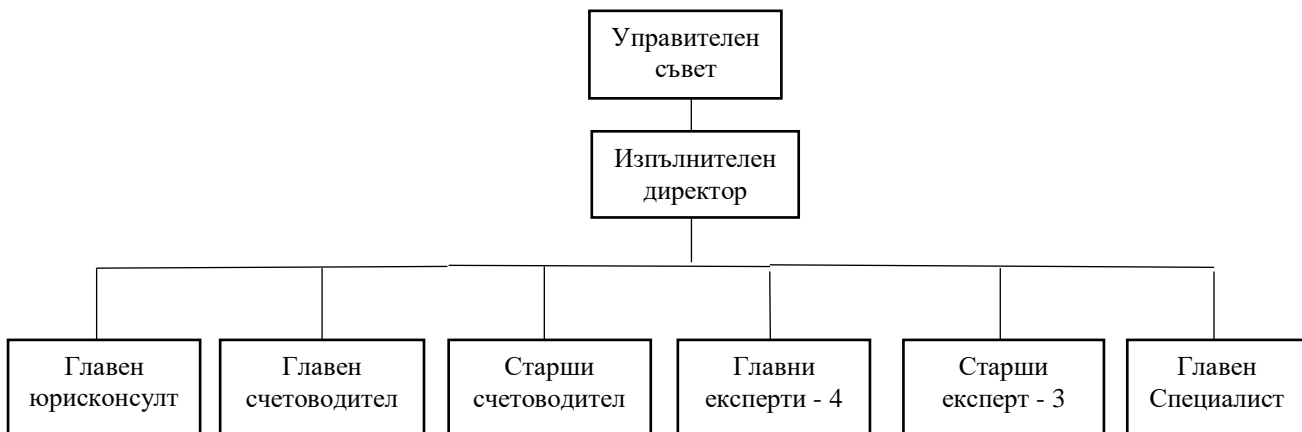 Управителен
съвет
Изпълнителен
директор
Главен
юрисконсулт
Главен
счетоводител
Старши
счетоводител
Главни
експерти - 4
Старши
експерт - 3
Главен
Специалист